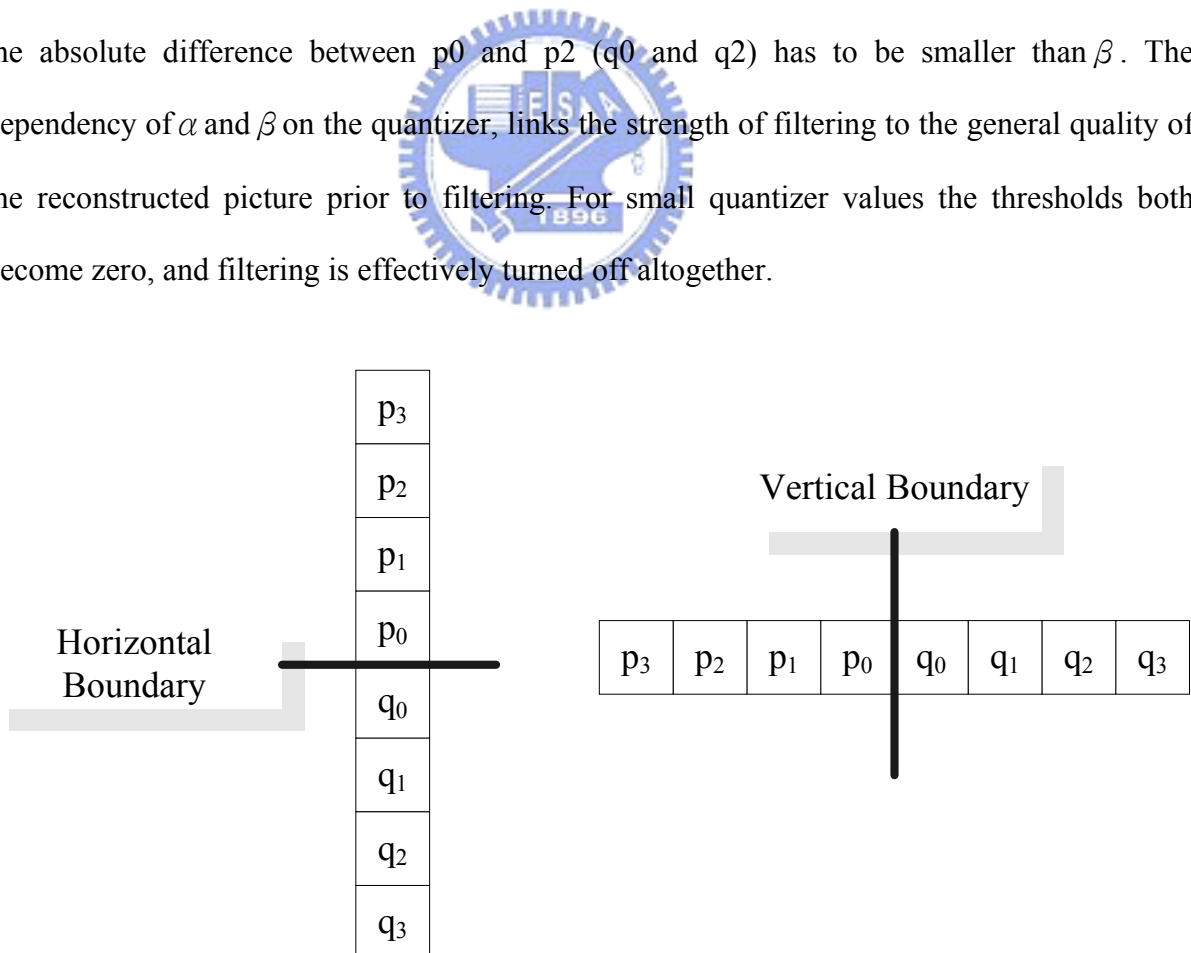 he absolute difference between p0 and p2 (q0 and q2) has to be smaller than β. The
ependency of α and β on the quantizer, links the strength of filtering to the general quality of
he reconstructed picture prior to filtering. For small quantizer values the thresholds both
ecome zero, and filtering is effectively turned off altogether.
ES
1896
p3
p2
p1
p0
q0
q1
q2
q3
Horizontal
Boundary
Vertical Boundary
p3 p2 p1 p0 q0 q1 q2 q3